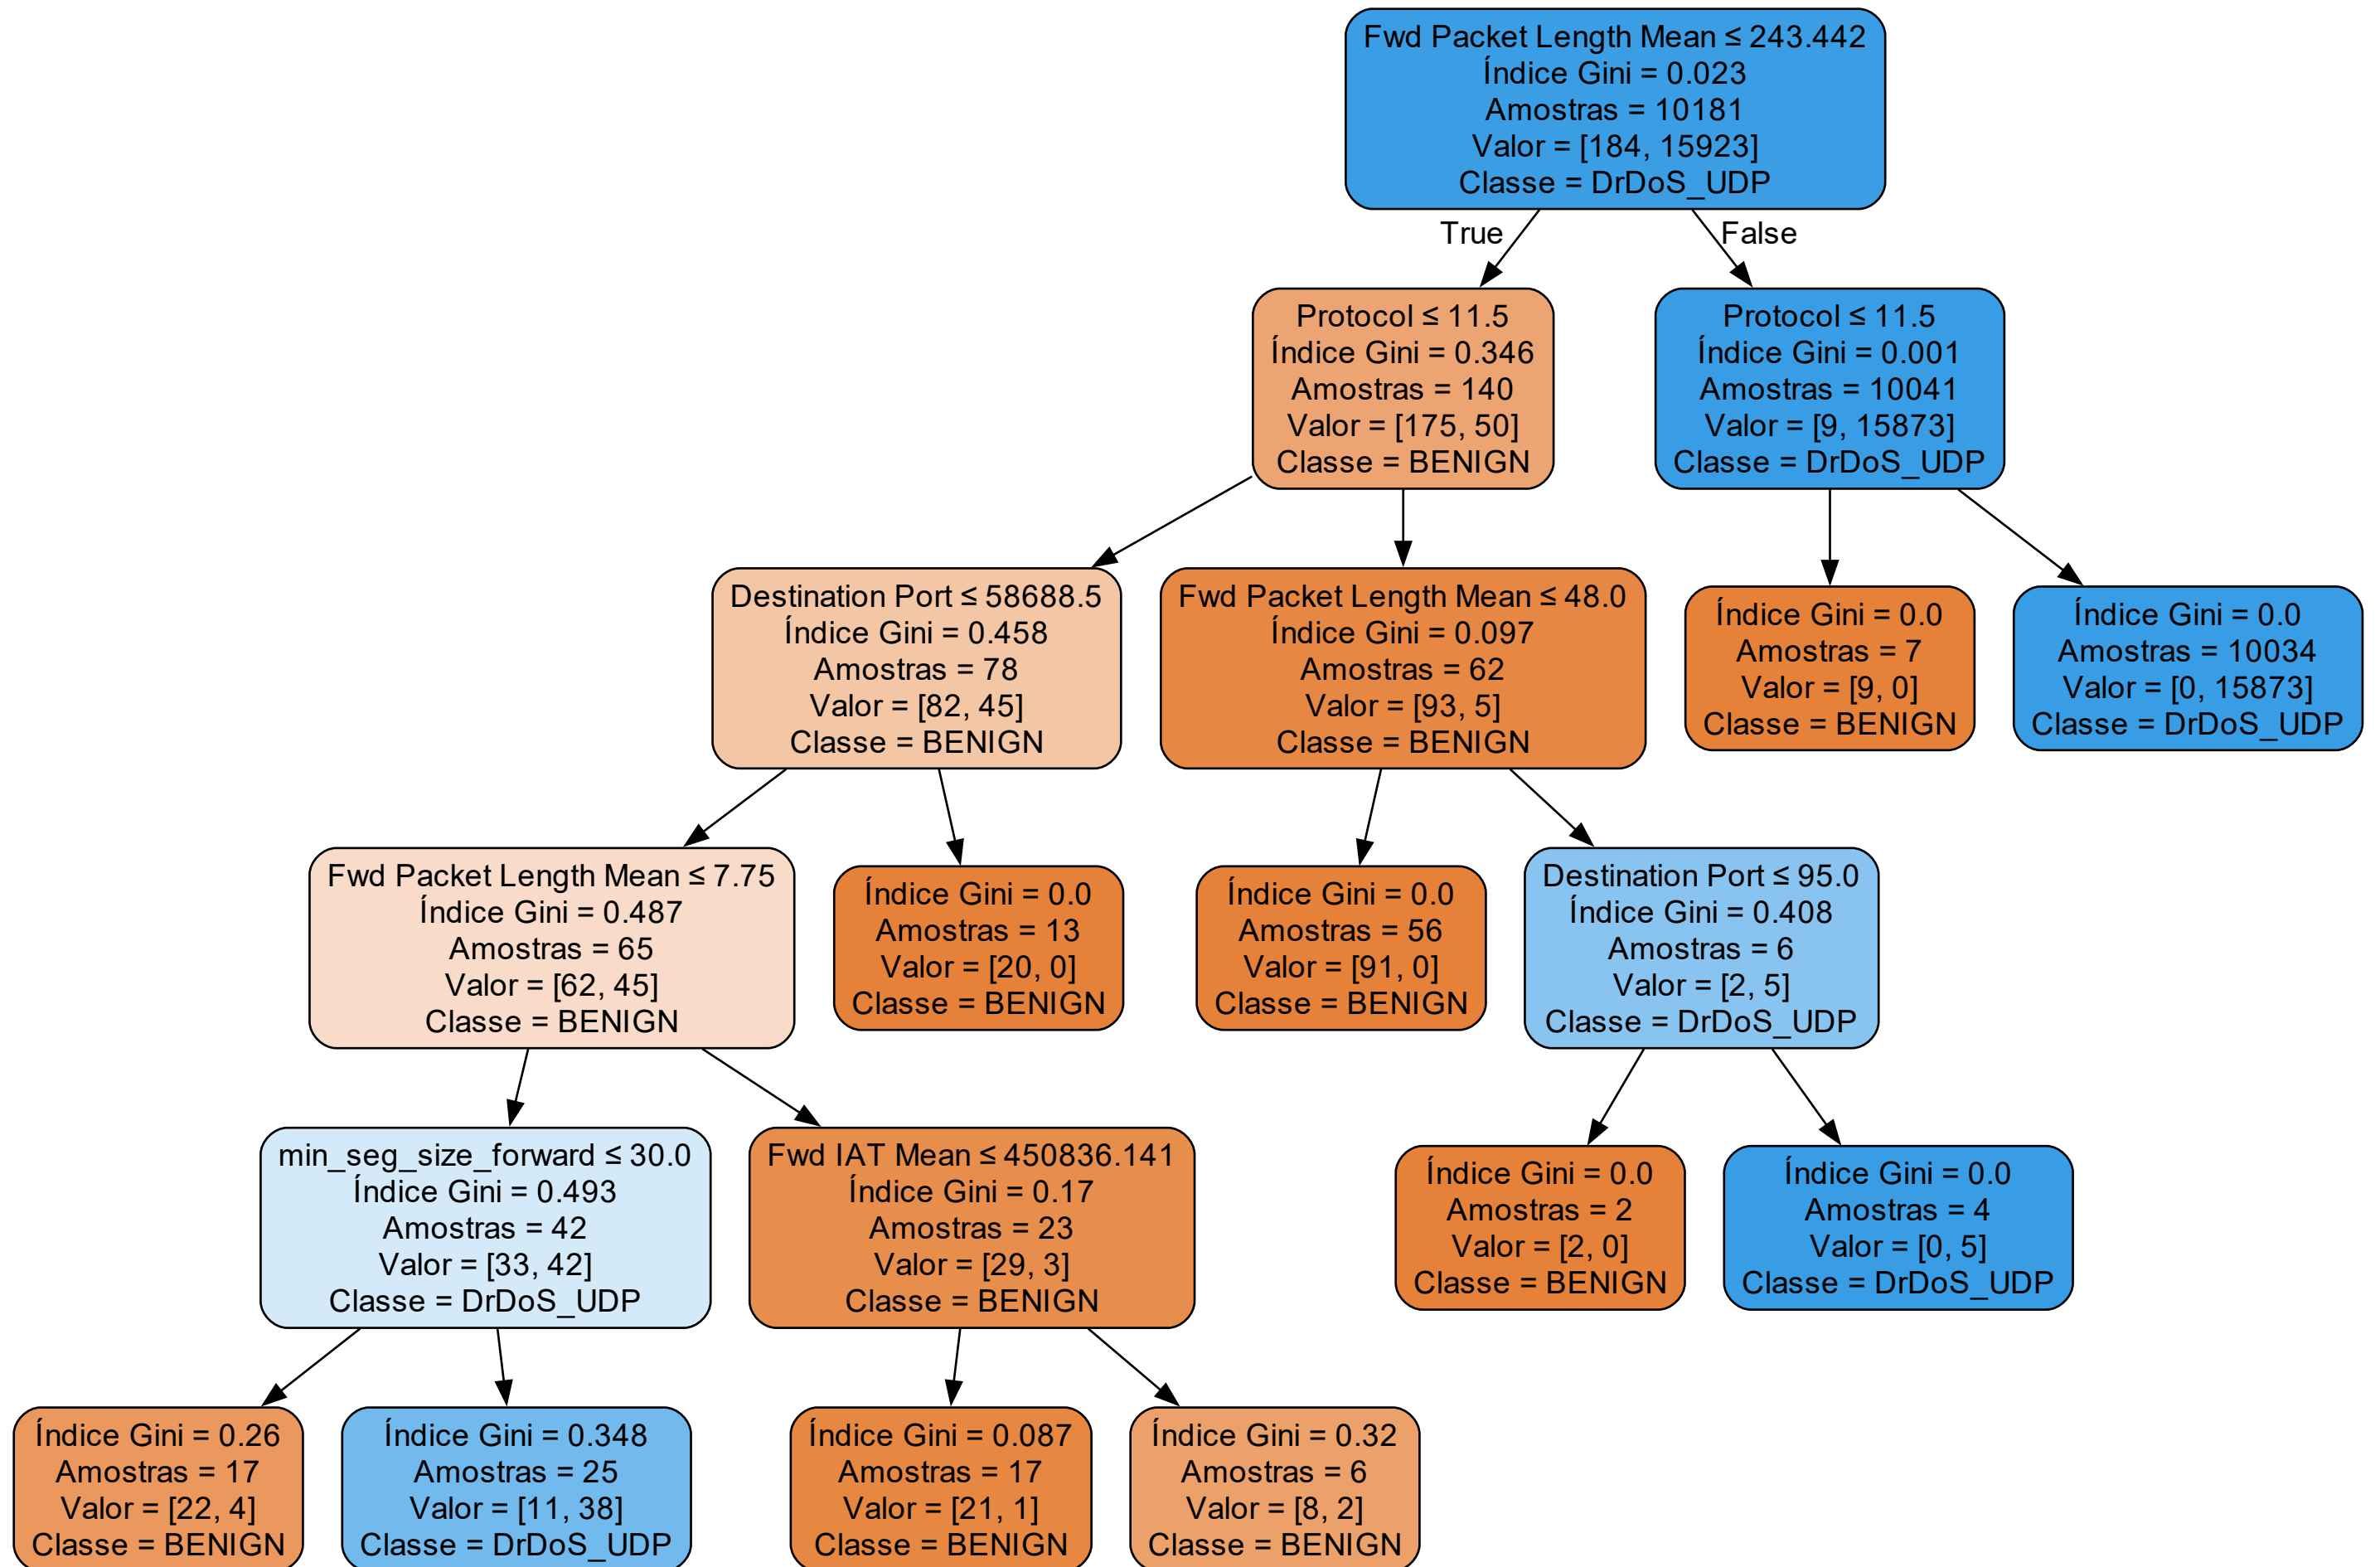 Fwd Packet Length Mean ≤ 243.442
Índice Gini = 0.023
Amostras = 10181
Valor = [184, 15923]
Classe = DrDoS_UDP
True
False
Protocol ≤ 11.5
Índice Gini = 0.346
Amostras = 140
Valor = [175, 50]
Classe = BENIGN
Protocol ≤ 11.5
Índice Gini = 0.001
Amostras = 10041
Valor = [9, 15873]
Classe = DrDoS_UDP
Destination Port ≤ 58688.5
Índice Gini = 0.458
Amostras = 78
Valor = [82, 45]
Classe = BENIGN
Fwd Packet Length Mean ≤ 48.0
Índice Gini = 0.097
Amostras = 62
Valor = [93, 5]
Classe = BENIGN
Índice Gini = 0.0
Amostras = 7
Valor = [9, 0]
Classe = BENIGN
Índice Gini = 0.0
Amostras = 10034
Valor = [0, 15873]
Classe = DrDoS_UDP
Fwd Packet Length Mean ≤ 7.75
Índice Gini = 0.487
Amostras = 65
Valor = [62, 45]
Classe = BENIGN
Índice Gini = 0.0
Amostras = 13
Valor = [20, 0]
Classe = BENIGN
Índice Gini = 0.0
Amostras = 56
Valor = [91, 0]
Classe = BENIGN
Destination Port ≤ 95.0
Índice Gini = 0.408
Amostras = 6
Valor = [2, 5]
Classe = DrDoS_UDP
min_seg_size_forward ≤ 30.0
Índice Gini = 0.493
Amostras = 42
Valor = [33, 42]
Classe = DrDoS_UDP
Fwd IAT Mean ≤ 450836.141
Índice Gini = 0.17
Amostras = 23
Valor = [29, 3]
Classe = BENIGN
Índice Gini = 0.0
Amostras = 2
Valor = [2, 0]
Classe = BENIGN
Índice Gini = 0.0
Amostras = 4
Valor = [0, 5]
Classe = DrDoS_UDP
Índice Gini = 0.26
Amostras = 17
Valor = [22, 4]
Classe = BENIGN
Índice Gini = 0.348
Amostras = 25
Valor = [11, 38]
Classe = DrDoS_UDP
Índice Gini = 0.087
Amostras = 17
Valor = [21, 1]
Classe = BENIGN
Índice Gini = 0.32
Amostras = 6
Valor = [8, 2]
Classe = BENIGN